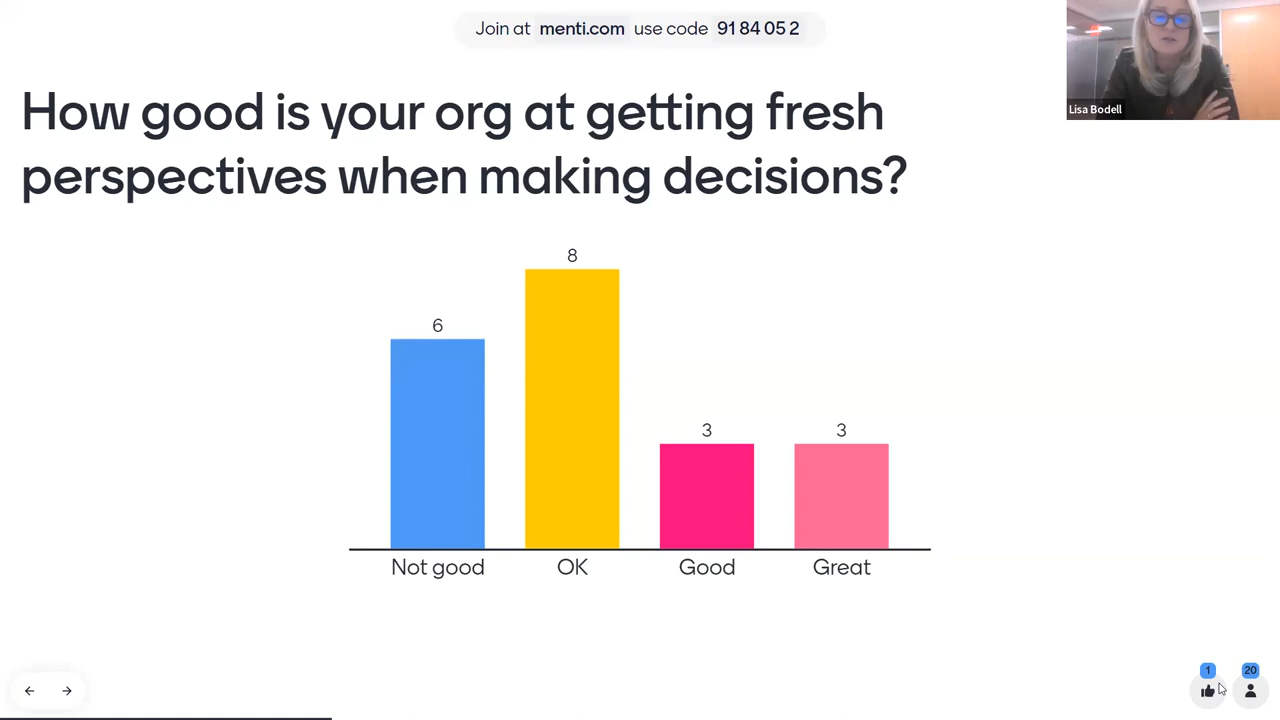 Join at menti.com use code 91 84 05 2
Lisa Bodell
How good is your org at getting fresh
perspectives when making decisions?
8
6
3
3
Not good
OK
Good
Great
1
20